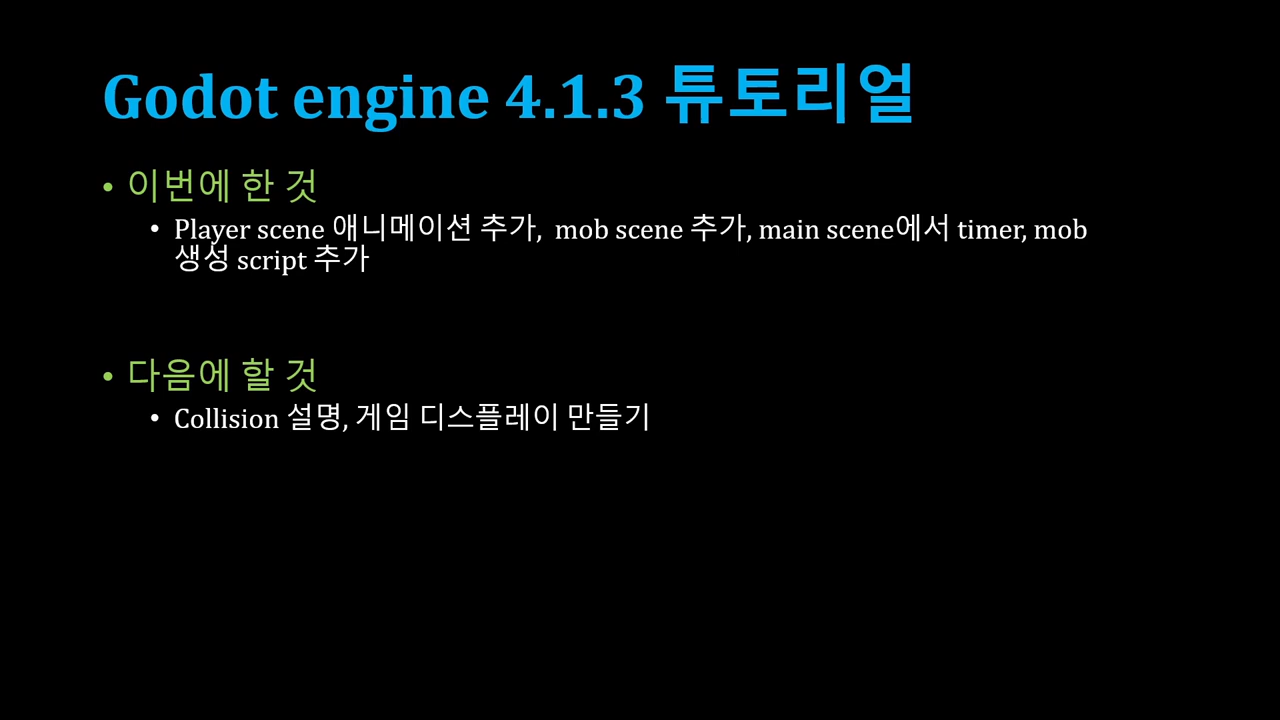 Godot engine 4.1.3 튜토리얼
• 이번에 한 것
• Player scene 애니메이션 추가,  mob scene 추가, main scene에서 timer, mob
생성 script 추가
• 다음에 할 것
• Collision 설명, 게임 디스플레이 만들기